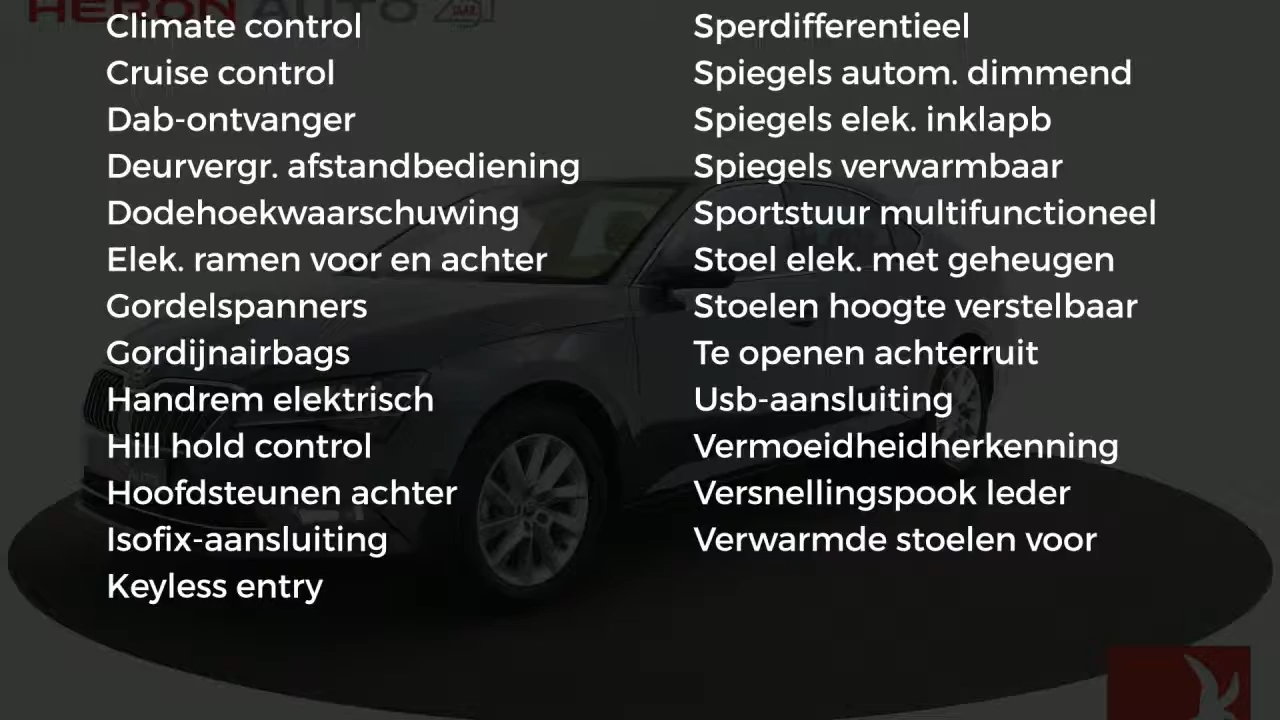 HERON AUTO
Climate control
Cruise control
Dab-ontvanger
Deurvergr. afstandbediening
Dodehoekwaarschuwing
Elek. ramen voor en achter
Gordelspanners
Gordijnairbags
Handrem elektrisch
Hill hold control
Hoofdsteunen achter
Isofix-aansluiting
Keyless entry
Sperdifferentieel
Spiegels autom. dimmend
Spiegels elek. inklapb
Spiegels verwarmbaar
Sportstuur multifunctioneel
Stoel elek. met geheugen
Stoelen hoogte verstelbaar
Te openen achterruit
Usb-aansluiting
Vermoeidheidherkenning
Versnellingspook leder
Verwarmde stoelen voor